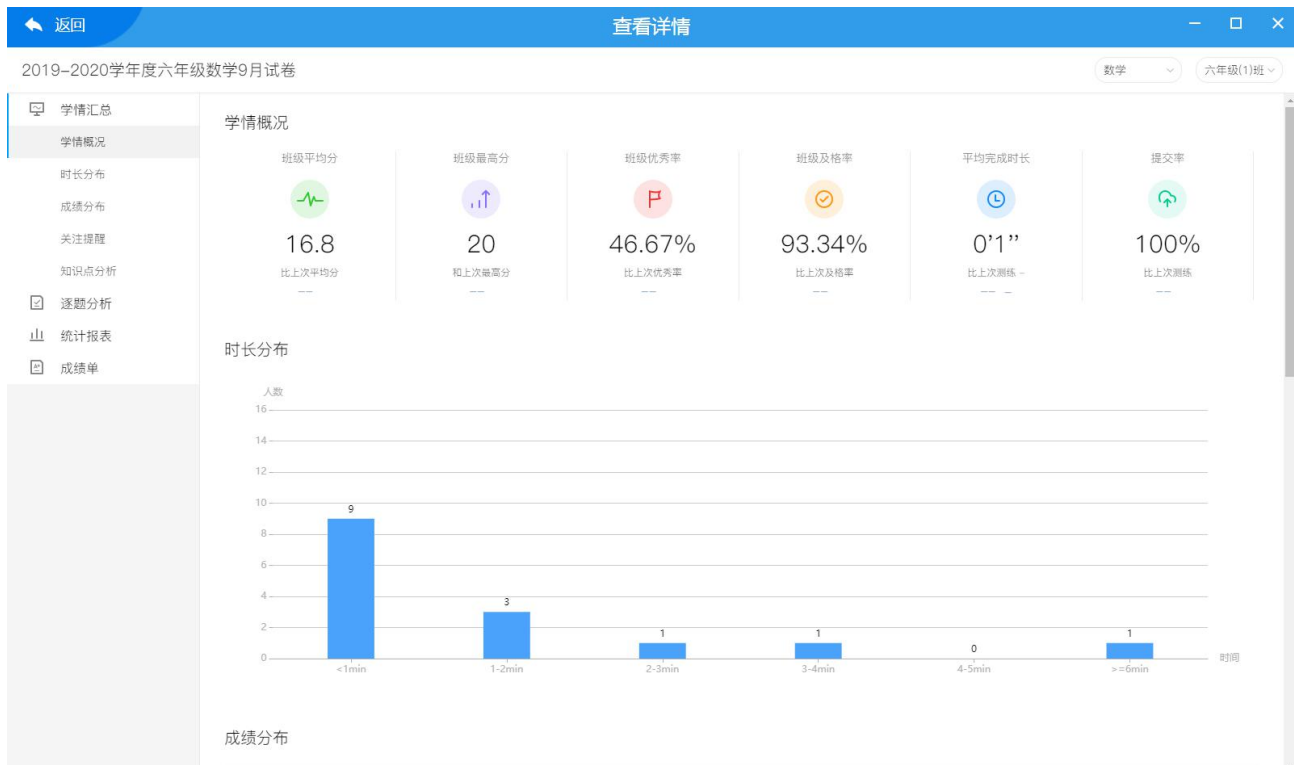 返回
查看详情
2019-2020学年度六年级数学9月试卷
数学
六年级(1)班
学情汇总
学情概况
时长分布
成绩分布
关注提醒
知识点分析
逐题分析
统计报表
成绩单
学情概况
班级平均分 班级最高分 班级优秀率 班级及格率 平均完成时长 提交率
16.8 20 46.67% 93.34% 0'1'' 100%
比上次平均分 和上次最高分 比上次优秀率 比上次及格率 比上次测练 - 比上次测练
-- -- -- -- -- - --
时长分布
人数
16
14
12
10
8
6
4
2
0
9 3 1 1 0 1
<1min 1-2min 2-3min 3-4min 4-5min >=6min
时间
成绩分布